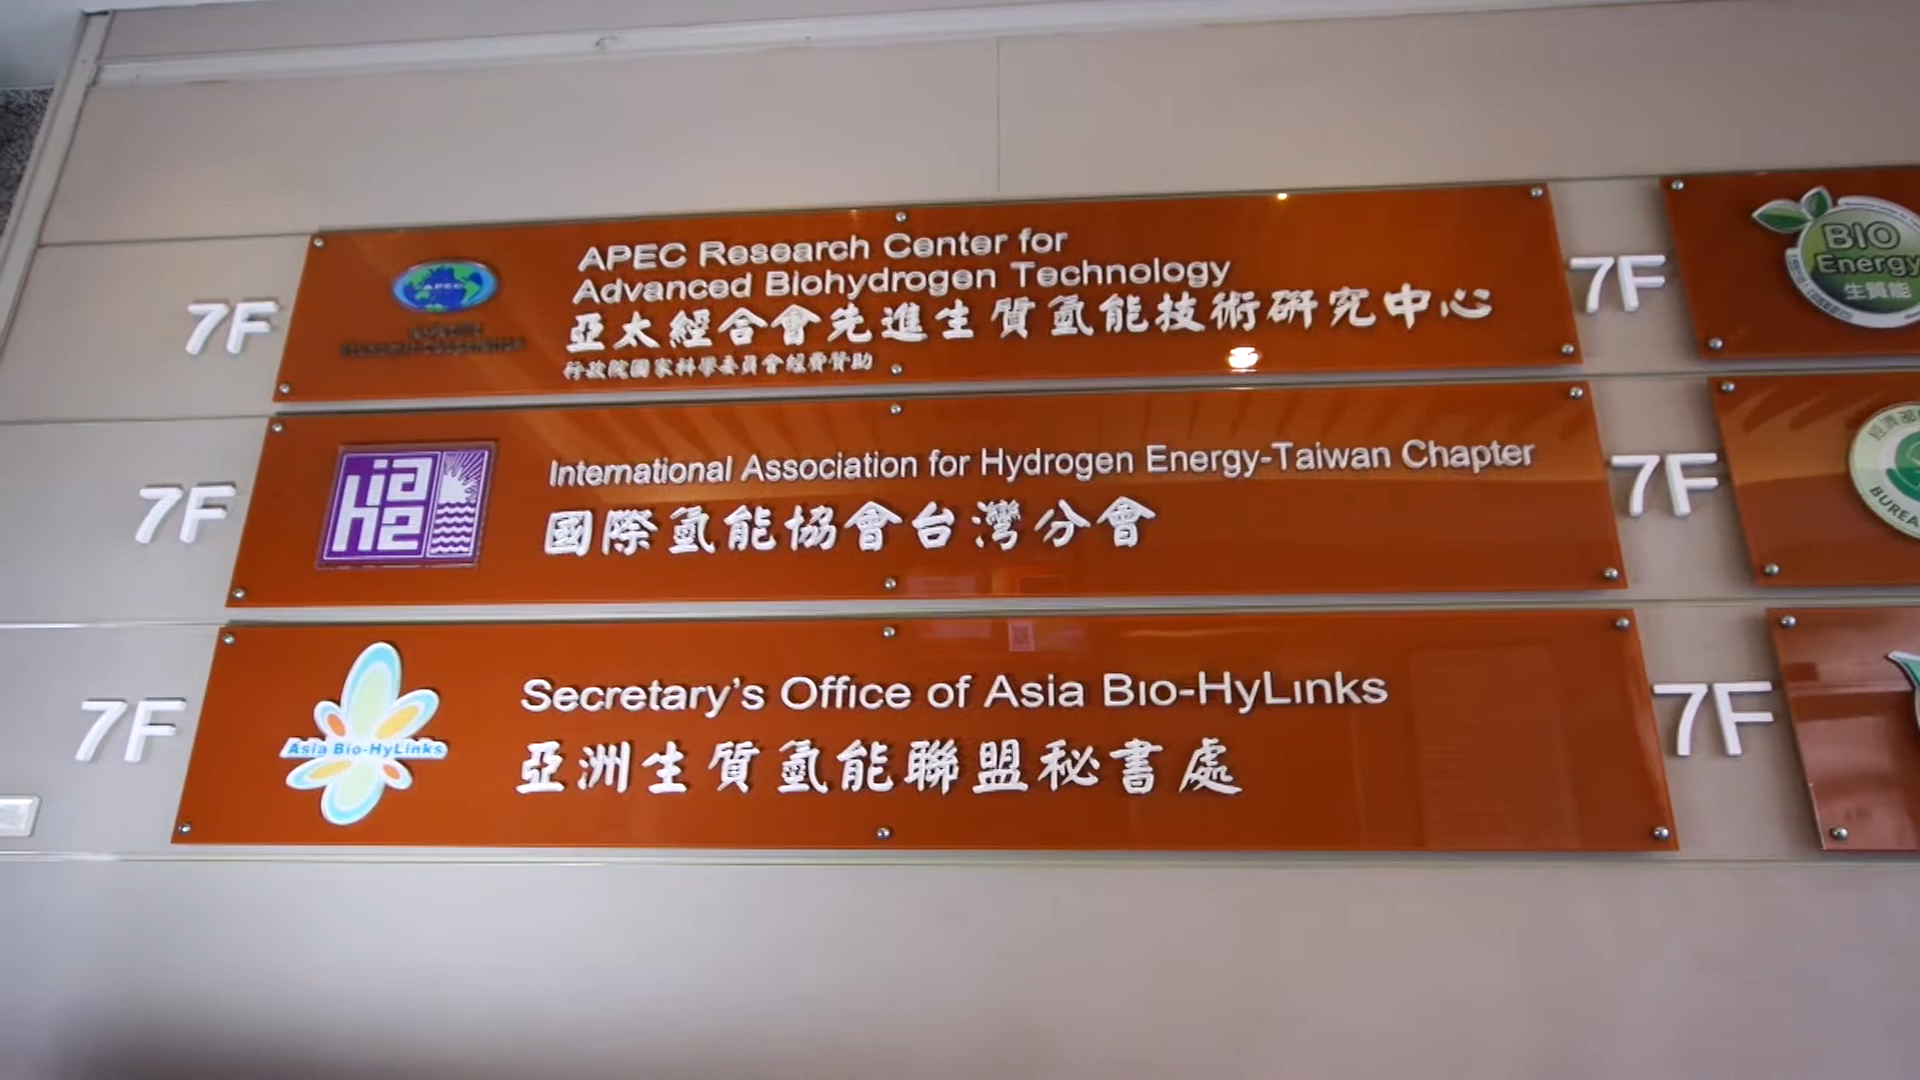 7F
APEC
APEC Research Center for
Advanced Biohydrogen Technology
亞太經合會先進生質氫能技術研究中心
行政院國家科學委員會經費贊助
7F
BIO
Energy
生質能
7F
iahe
International Association for Hydrogen Energy-Taiwan Chapter
國際氫能協會台灣分會
7F
BUREA
7F
Asia Bio-HyLinks
Secretary's Office of Asia Bio-HyLinks
亞洲生質氫能聯盟秘書處
7F